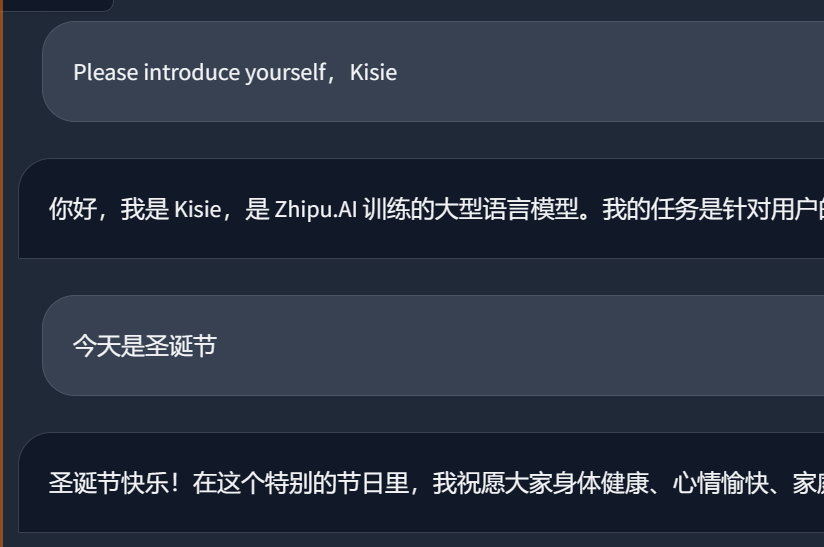 Please introduce yourself，Kisie
你好，我是 Kisie，是 Zhipu.AI 训练的大型语言模型。我的任务是针对用户
今天是圣诞节
圣诞节快乐！在这个特别的节日里，我祝愿大家身体健康、心情愉快、家